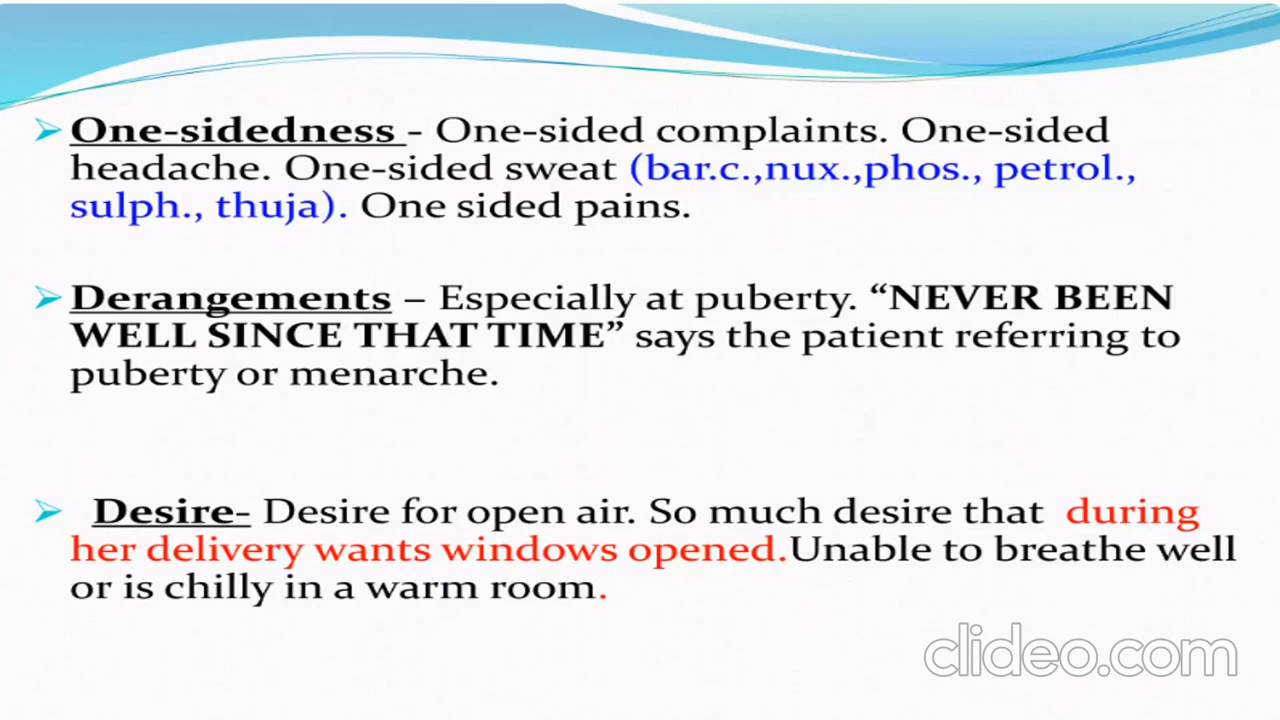 One-sidedness - One-sided complaints. One-sided
headache. One-sided sweat (bar.c.,nux.,phos., petrol.,
sulph., thuja). One sided pains.
Derangements – Especially at puberty. “NEVER BEEN
WELL SINCE THAT TIME” says the patient referring to
puberty or menarche.
Desire- Desire for open air. So much desire that during
her delivery wants windows opened.Unable to breathe well
or is chilly in a warm room.
clideo.com